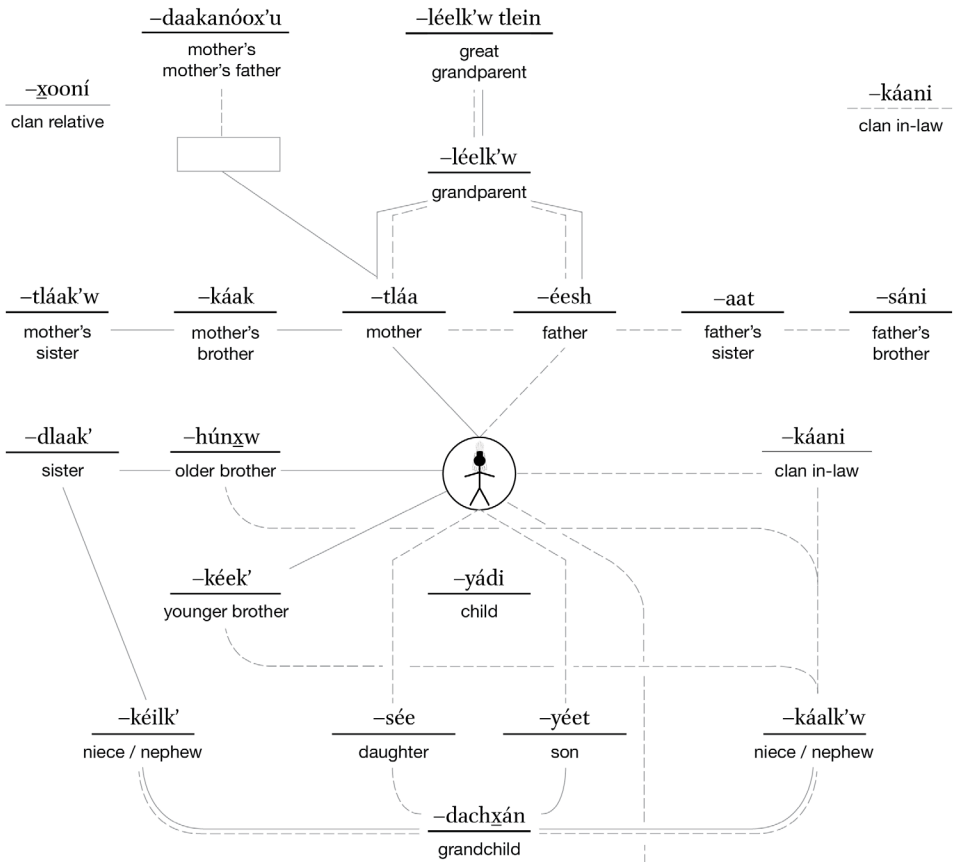 –daakanóox̱'u
mother's
mother's father
–léelk'w tlein
great
grandparent
–x̱ooní
clan relative
–káani
clan in-law
–léelk'w
grandparent
–tláak'w
mother's
sister
–káak
mother's
brother
–tláa
mother
–éesh
father
–aat
father's
sister
–sáni
father's
brother
–dlaak'
sister
–húnx̱w
older brother
–káani
clan in-law
–kéek'
younger brother
–yádi
child
–kéilk'
niece / nephew
–sée
daughter
–yéet
son
–káalk'w
niece / nephew
–dachx̱án
grandchild